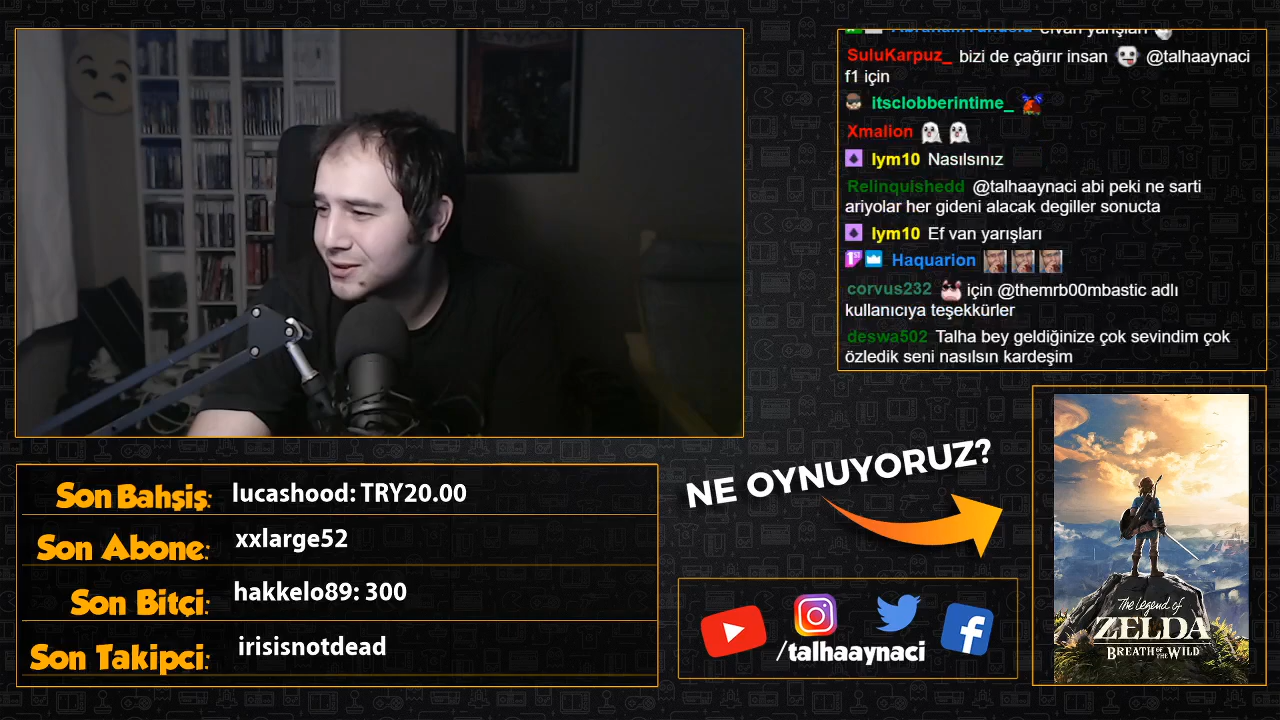 elvan yarışları
SuluKarpuz_ bizi de çağırır insan @talhaaynaci
f1 için
itsclobberintime_
Xmalion
lym10 Nasılsınız
Relinquishedd @talhaaynaci abi peki ne sarti
ariyolar her gideni alacak degiller sonucta
lym10 Ef van yarışları
Haquarion
corvus232 için @themrb00mbastic adlı
kullanıcıya teşekkürler
deswa502 Talha bey geldiğinize çok sevindim çok
özledik seni nasılsın kardeşim
NE OYNUYORUZ?
Son Bahşiş: lucashood: TRY20.00
Son Abone: xxlarge52
Son Bitçi: hakkelo89: 300
Son Takipci: irisisnotdead
/talhaaynaci
The Legend of
ZELDA
BREATH OF THE WILD